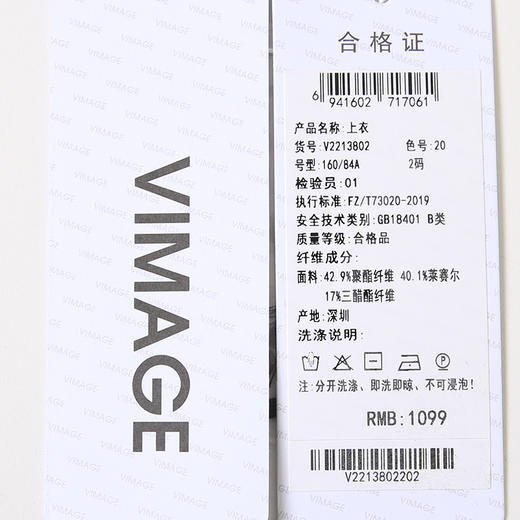 VIMAGE
合格证
6 941602 717061
产品名称:上衣
货号:V2213802 色号:20
号型:160/84A 2码
检验员:01
执行标准:FZ/T73020-2019
安全技术类别:GB18401 B类
质量等级:合格品
纤维成分:
面料:42.9%聚酯纤维 40.1%莱赛尔
17%三醋酯纤维
产地:深圳
洗涤说明:
注:分开洗涤、即洗即晾、不可浸泡!
RMB:1099
V2213802202